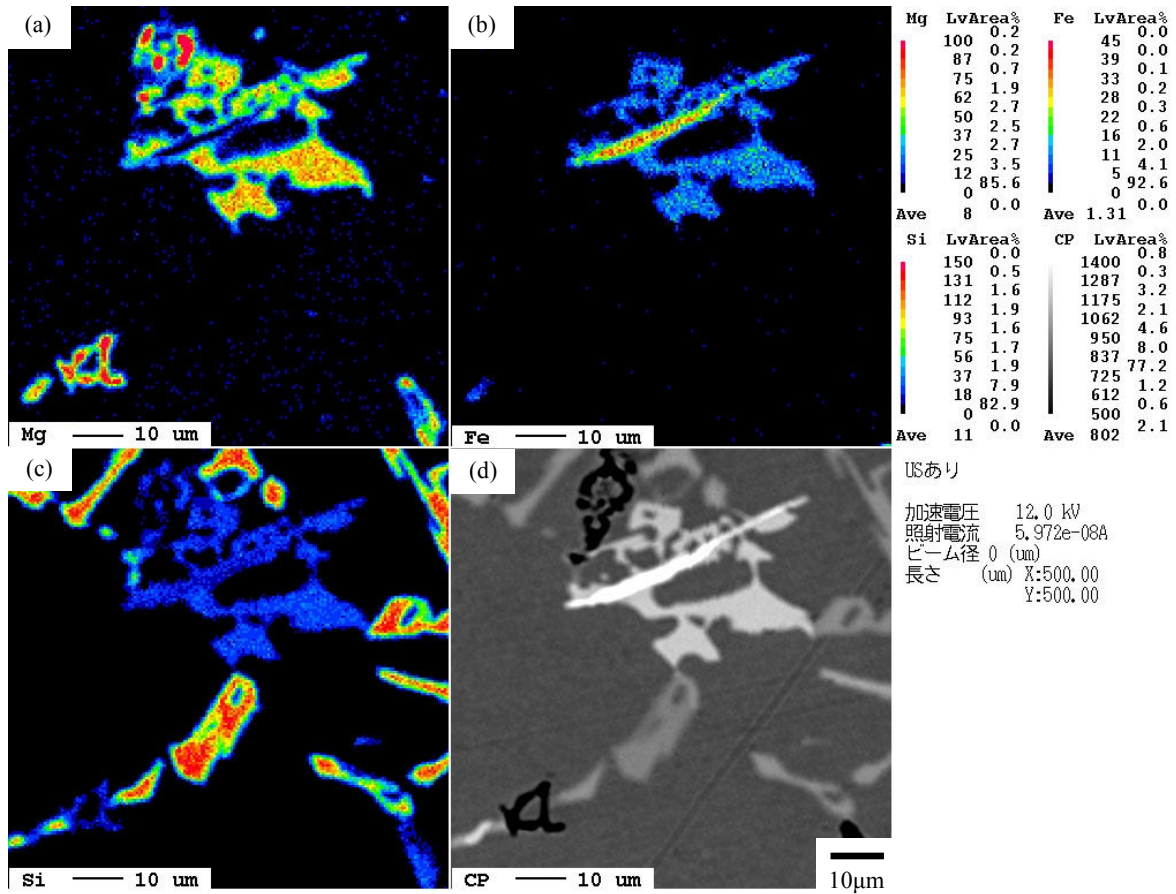 (a)
Mg 10 um
(b)
Fe 10 um
(c)
Si 10 um
(d)
CP 10 um
10μm
Mg LvArea%
0.2
100 0.2
87 0.7
75 1.9
62 2.7
50 2.5
37 2.7
25 3.5
12 85.6
0 0.0
Ave 8
Fe LvArea%
0.0
45 0.0
39 0.1
33 0.2
28 0.3
22 0.6
16 2.0
11 4.1
5 92.6
0 0.0
Ave 1.31
Si LvArea%
0.0
150 0.5
131 1.6
112 1.9
93 1.6
75 1.7
56 1.9
37 7.9
18 82.9
0 0.0
Ave 11
CP LvArea%
0.8
1400 0.3
1287 3.2
1175 2.1
1062 4.6
950 8.0
837 77.2
725 1.2
612 0.6
500 2.1
Ave 802
USあり
加速電圧 12.0 kV
照射電流 5.972e-08A
ビーム径 0 (um)
長さ (um) X:500.00
Y:500.00